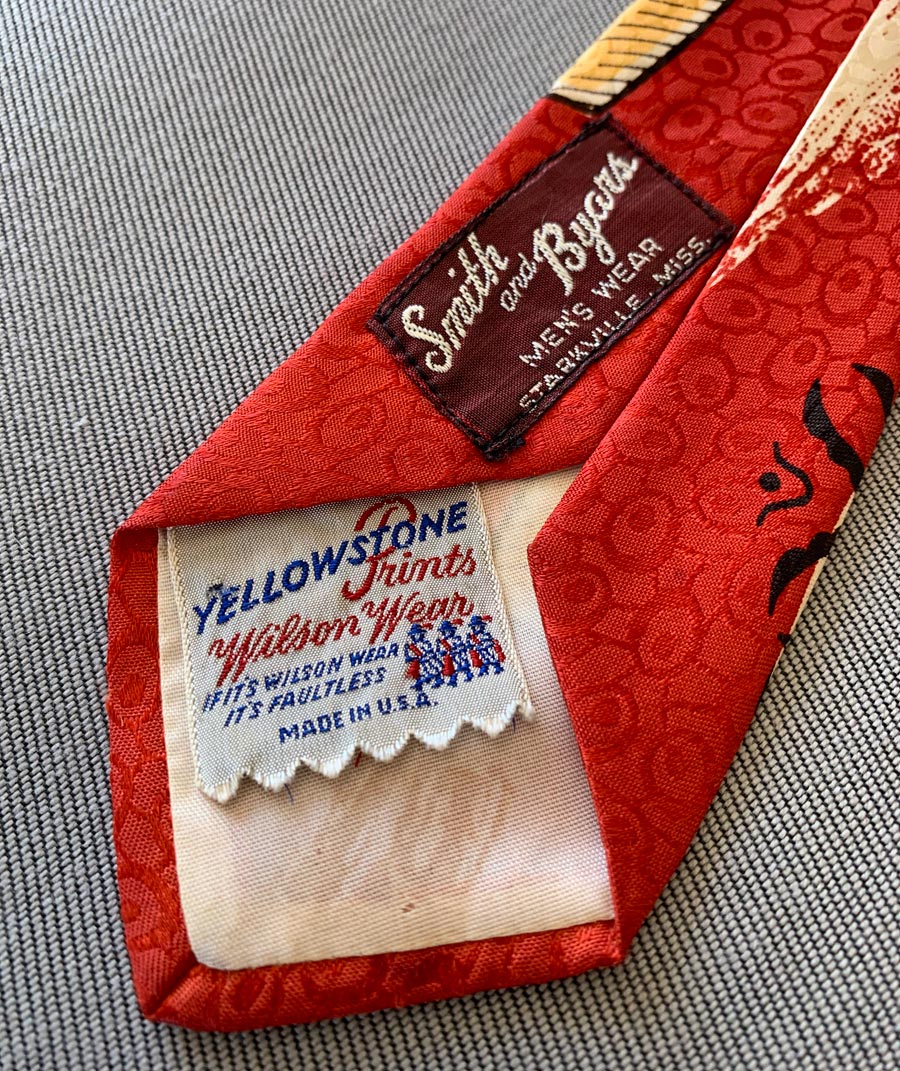 Smith
and Byars
MEN'S WEAR
STARKVILLE, MISS.
YELLOWSTONE
Prints
Wilson Wear
IF IT'S WILSON WEAR
IT'S FAULTLESS
MADE IN U.S.A.